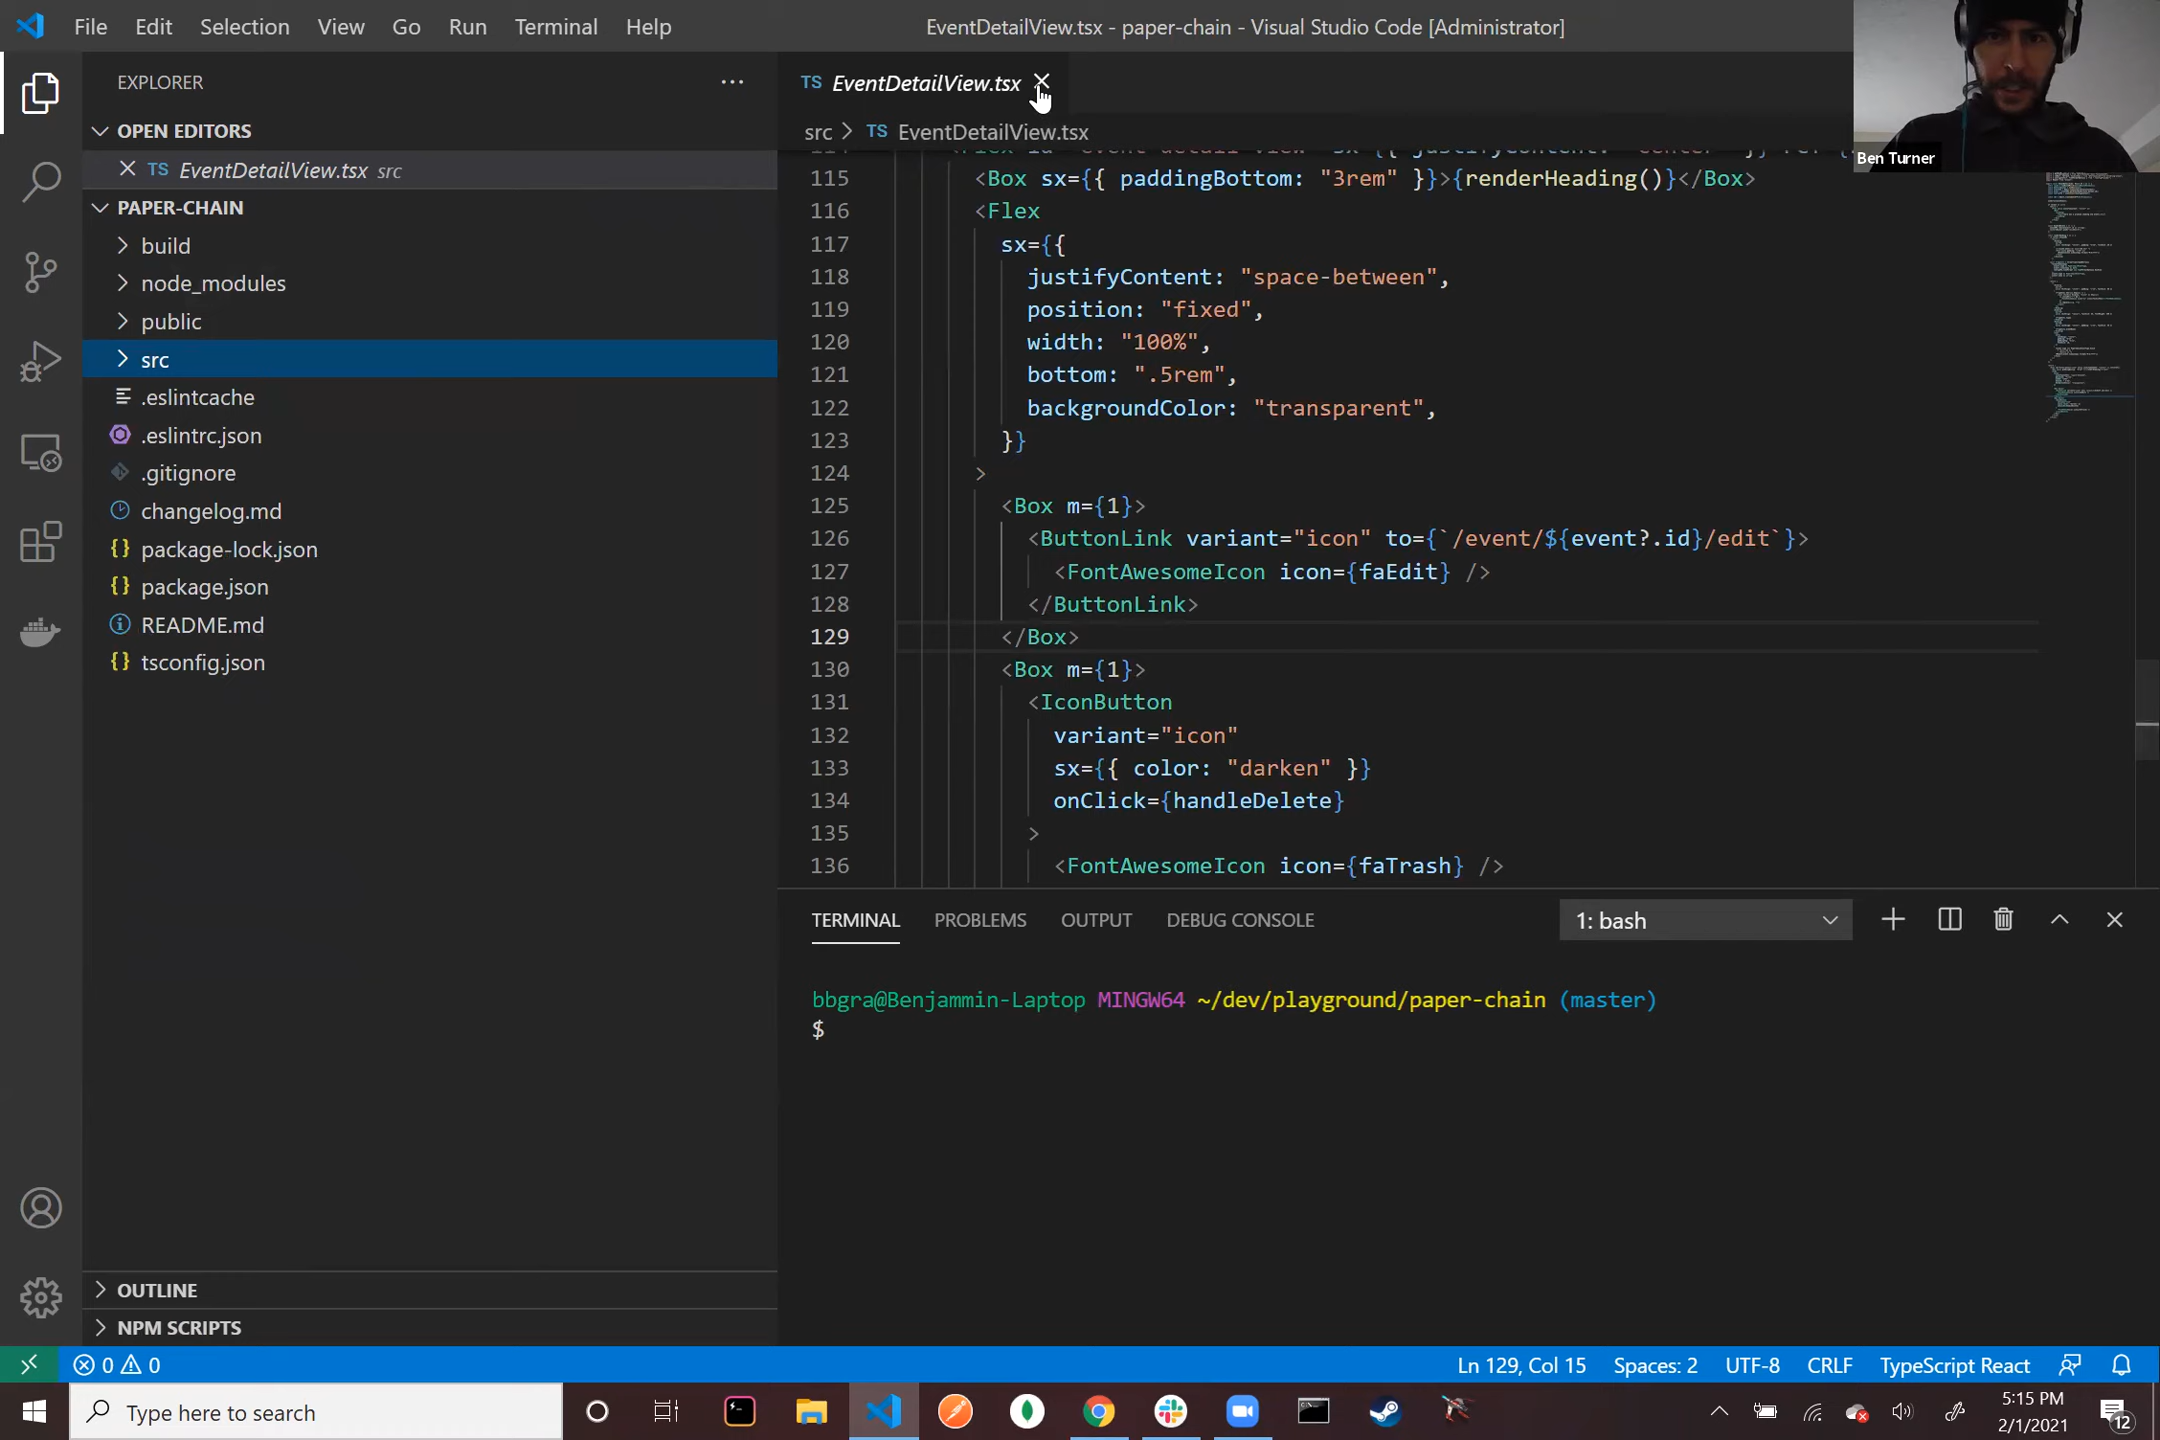 File Edit Selection View Go Run Terminal Help
EventDetailView.tsx - paper-chain - Visual Studio Code [Administrator]
Ben Turner
EXPLORER
OPEN EDITORS
TS EventDetailView.tsx src
PAPER-CHAIN
build
node_modules
public
src
.eslintcache
.eslintrc.json
.gitignore
changelog.md
{} package-lock.json
{} package.json
README.md
{} tsconfig.json
OUTLINE
NPM SCRIPTS
TS EventDetailView.tsx
src > TS EventDetailView.tsx
115 <Box sx={{ paddingBottom: "3rem" }}>{renderHeading()}</Box>
116 <Flex
117 sx={{
118 justifyContent: "space-between",
119 position: "fixed",
120 width: "100%",
121 bottom: ".5rem",
122 backgroundColor: "transparent",
123 }}
124 >
125 <Box m={1}>
126 <ButtonLink variant="icon" to={`/event/${event?.id}/edit`}>
127 <FontAwesomeIcon icon={faEdit} />
128 </ButtonLink>
129 </Box>
130 <Box m={1}>
131 <IconButton
132 variant="icon"
133 sx={{ color: "darken" }}
134 onClick={handleDelete}
135 >
136 <FontAwesomeIcon icon={faTrash} />
TERMINAL PROBLEMS OUTPUT DEBUG CONSOLE 1: bash
bbgra@Benjammin-Laptop MINGW64 ~/dev/playground/paper-chain (master)
$
0 0 Ln 129, Col 15 Spaces: 2 UTF-8 CRLF TypeScript React
Type here to search
5:15 PM
2/1/2021
12